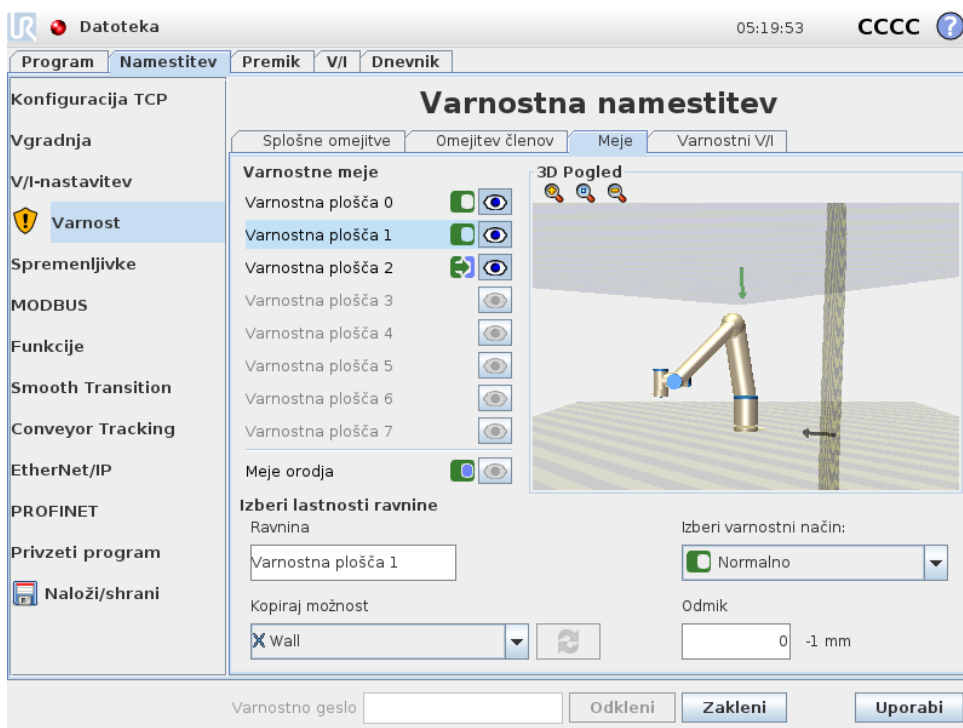 UR Datoteka 05:19:53 CCCC ?
Program Namestitev Premik V/I Dnevnik
Konfiguracija TCP
Vgradnja
V/I-nastavitev
Varnost
Spremenljivke
MODBUS
Funkcije
Smooth Transition
Conveyor Tracking
EtherNet/IP
PROFINET
Privzeti program
Naloži/shrani
Varnostna namestitev
Splošne omejitve Omejitev členov Meje Varnostni V/I
Varnostne meje
Varnostna plošča 0
Varnostna plošča 1
Varnostna plošča 2
Varnostna plošča 3
Varnostna plošča 4
Varnostna plošča 5
Varnostna plošča 6
Varnostna plošča 7
Meje orodja
3D Pogled
Izberi lastnosti ravnine
Ravnina
Varnostna plošča 1
Kopiraj možnost
Wall
Izberi varnostni način:
Normalno
Odmik
0 -1 mm
Varnostno geslo Odkleni Zakleni Uporabi